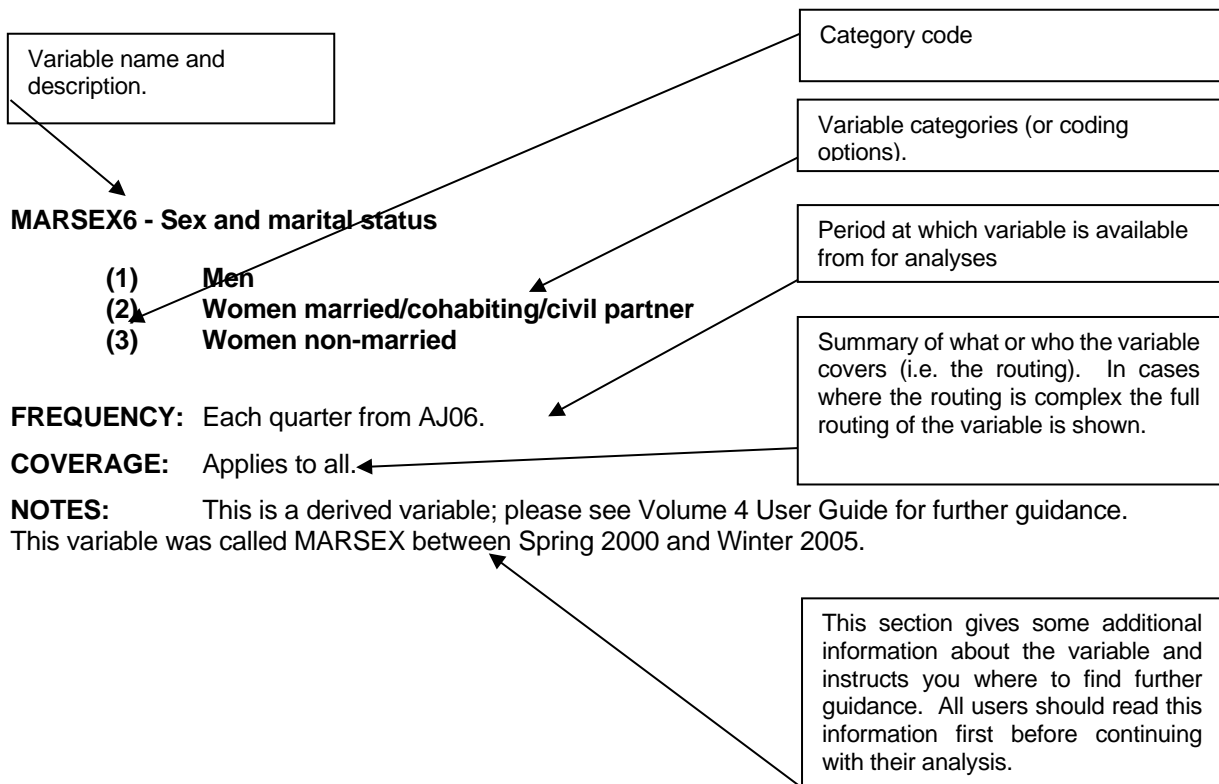 Category code
Variable name and
description.
Variable categories (or coding
options).
MARSEX6 - Sex and marital status
Period at which variable is available
from for analyses
(1) Men
(2) Women married/cohabiting/civil partner
(3) Women non-married
Summary of what or who the variable
covers (i.e. the routing). In cases
where the routing is complex the full
routing of the variable is shown.
FREQUENCY: Each quarter from AJ06.
COVERAGE: Applies to all.
NOTES: This is a derived variable; please see Volume 4 User Guide for further guidance.
This variable was called MARSEX between Spring 2000 and Winter 2005.
This section gives some additional
information about the variable and
instructs you where to find further
guidance. All users should read this
information first before continuing
with their analysis.